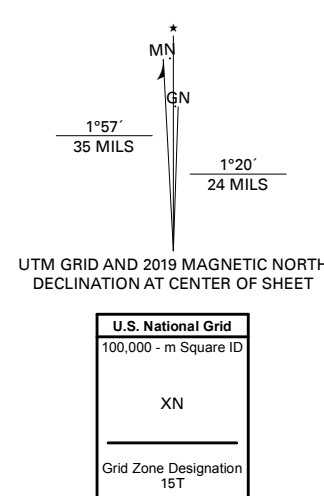 ★
MN
GN
1°57´
35 MILS
1°20´
24 MILS
UTM GRID AND 2019 MAGNETIC NORTH
DECLINATION AT CENTER OF SHEET
U.S. National Grid
100,000 - m Square ID
XN
Grid Zone Designation
15T